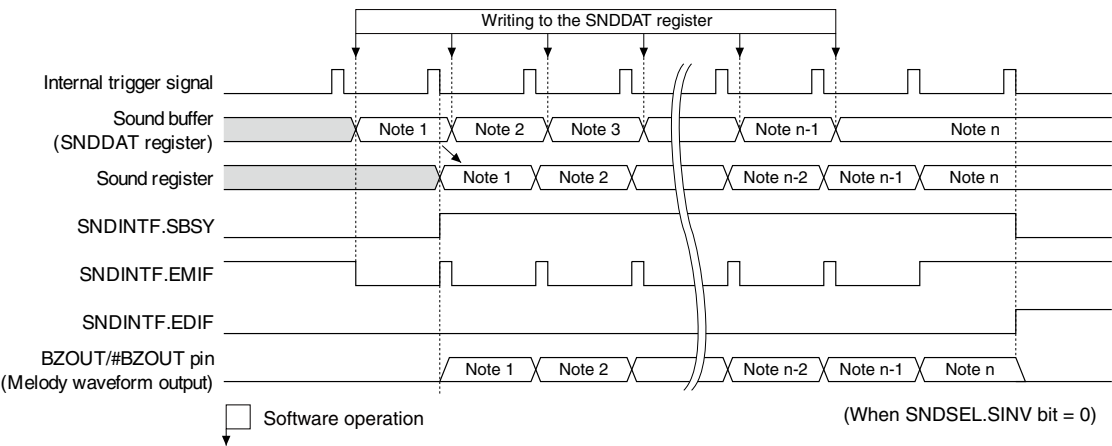 Writing to the SNDDAT register
Internal trigger signal
Sound buffer
(SNDDAT register)
Note 1 Note 2 Note 3 Note n-1 Note n
Sound register
Note 1 Note 2 Note n-2 Note n-1 Note n
SNDINTF.SBSY
SNDINTF.EMIF
SNDINTF.EDIF
BZOUT/#BZOUT pin
(Melody waveform output)
Note 1 Note 2 Note n-2 Note n-1 Note n
Software operation
(When SNDSEL.SINV bit = 0)